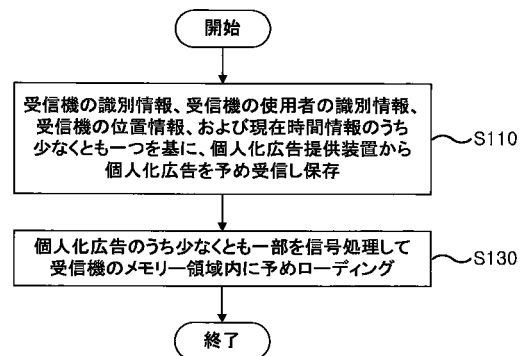 開始
受信機の識別情報、受信機の使用者の識別情報、
受信機の位置情報、および現在時間情報のうち
少なくとも一つを基に、個人化広告提供装置から
個人化広告を予め受信し保存
S110
個人化広告のうち少なくとも一部を信号処理して
受信機のメモリー領域内に予めローディング
S130
終了